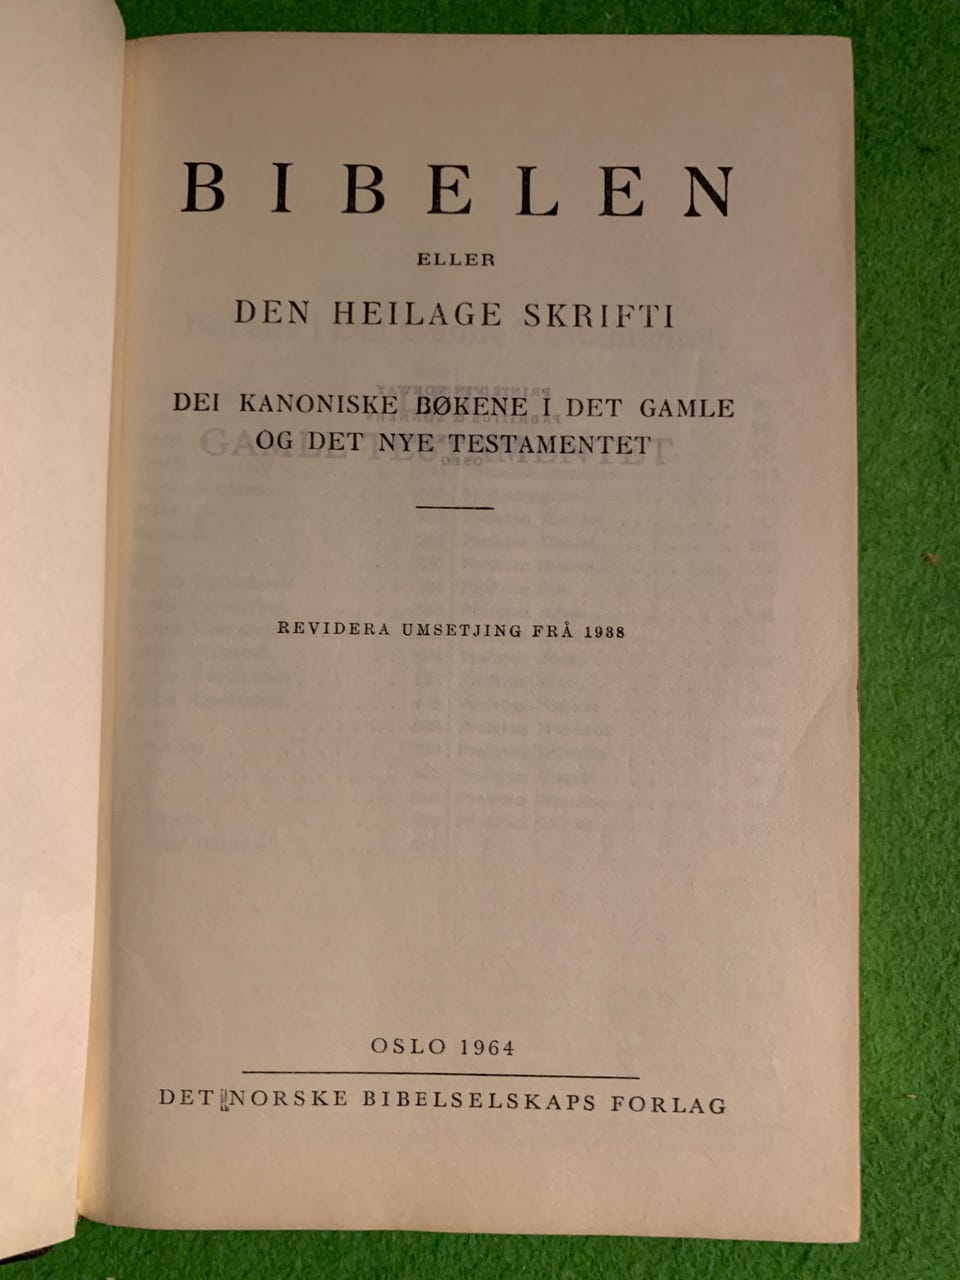 BIBELEN
ELLER
DEN HEILAGE SKRIFTI
DEI KANONISKE BØKENE I DET GAMLE
OG DET NYE TESTAMENTET
REVIDERA UMSETJING FRÅ 1938
OSLO 1964
DET NORSKE BIBELSELSKAPS FORLAG